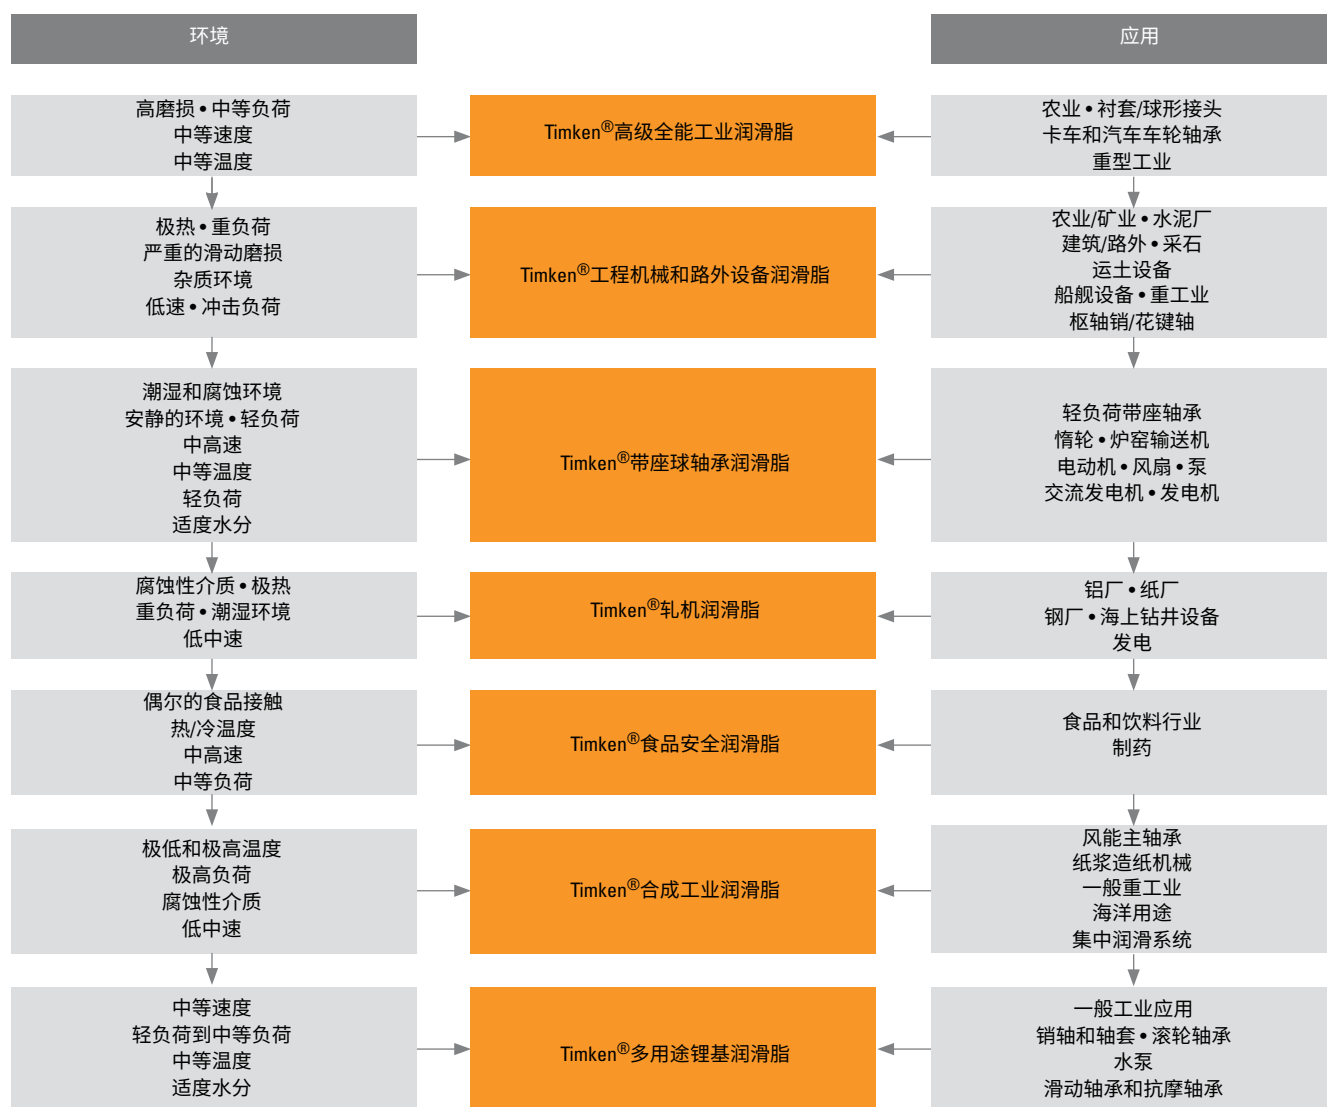 环境
应用
高磨损•中等负荷
中等速度
中等温度
Timken®高级全能工业润滑脂
农业•衬套/球形接头
卡车和汽车车轮轴承
重型工业
极热•重负荷
严重的滑动磨损
杂质环境
低速•冲击负荷
Timken®工程机械和路外设备润滑脂
农业/矿业•水泥厂
建筑/路外•采石
运土设备
船舰设备•重工业
枢轴销/花键轴
潮湿和腐蚀环境
安静的环境•轻负荷
中高速
中等温度
轻负荷
适度水分
Timken®带座球轴承润滑脂
轻负荷带座轴承
惰轮•炉窑输送机
电动机•风扇•泵
交流发电机•发电机
腐蚀性介质•极热
重负荷•潮湿环境
低中速
Timken®轧机润滑脂
铝厂•纸厂
钢厂•海上钻井设备
发电
偶尔的食品接触
热/冷温度
中高速
中等负荷
Timken®食品安全润滑脂
食品和饮料行业
制药
极低和极高温度
极高负荷
腐蚀性介质
低中速
Timken®合成工业润滑脂
风能主轴承
纸浆造纸机械
一般重工业
海洋用途
集中润滑系统
中等速度
轻负荷到中等负荷
中等温度
适度水分
Timken®多用途锂基润滑脂
一般工业应用
销轴和轴套•滚轮轴承
水泵
滑动轴承和抗摩轴承